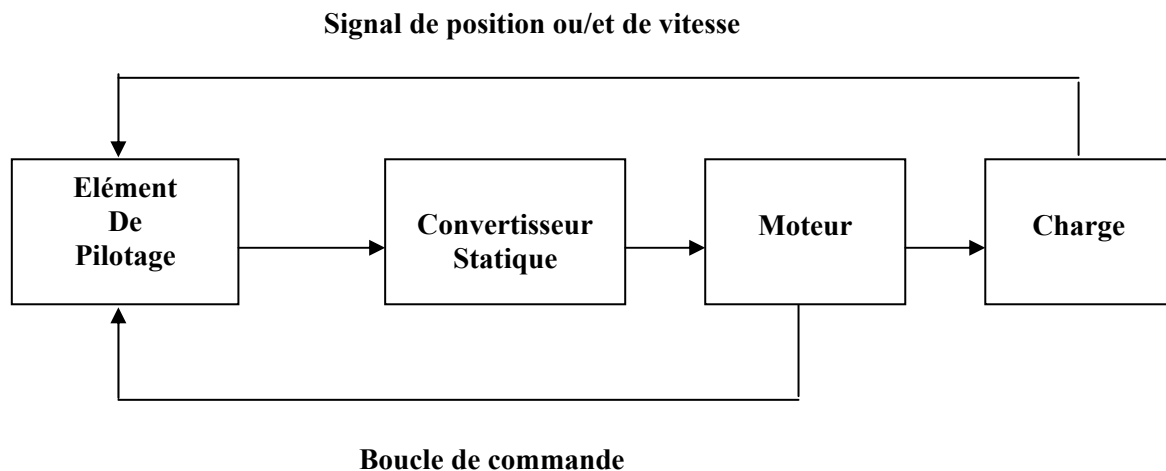 Signal de position ou/et de vitesse
Elément
De
Pilotage
Convertisseur
Statique
Moteur
Charge
Boucle de commande